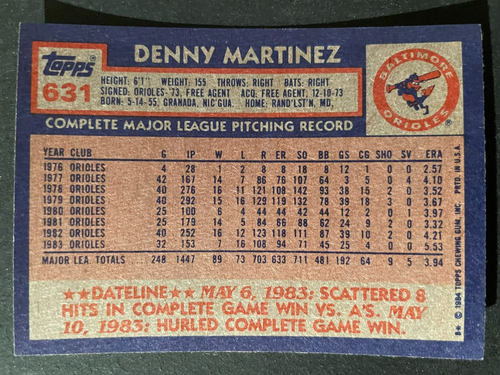 DENNY MARTINEZ
Topps
631
HEIGHT: 6'1" WEIGHT: 155 THROWS: RIGHT BATS: RIGHT
SIGNED: ORIOLES-'73, FREE AGENT ACQ: FREE AGENT, 12-10-73
BORN: 5-14-55, GRANADA, NIC'GUA. HOME: RAND'LST'N, MD,
BALTIMORE
ORIOLES
COMPLETE MAJOR LEAGUE PITCHING RECORD
YEAR CLUB G IP W L R ER SO BB GS CG SHO SV ERA
1976 ORIOLES 4 28 1 2 8 8 18 8 2 1 0 0 2.57
1977 ORIOLES 42 167 14 7 86 76 107 64 13 5 0 4 4.10
1978 ORIOLES 40 276 16 11 121 108 142 93 38 15 2 0 3.52
1979 ORIOLES 40 292 15 16 129 119 132 78 39 18 3 0 3.67
1980 ORIOLES 25 100 6 4 44 44 42 44 12 2 0 1 3.96
1981 ORIOLES 25 179 14 5 84 66 88 62 24 9 2 0 3.32
1982 ORIOLES 40 252 16 12 123 118 111 87 39 10 2 0 4.21
1983 ORIOLES 32 153 7 16 108 94 71 45 25 4 0 0 5.53
MAJOR LEA TOTALS 248 1447 89 73 703 633 711 481 192 64 9 5 3.94
★★DATELINE★★ MAY 6, 1983: SCATTERED 8
HITS IN COMPLETE GAME WIN VS. A'S. MAY
10, 1983: HURLED COMPLETE GAME WIN.
B★ © 1984 TOPPS CHEWING GUM, INC. PRTD. IN U.S.A.